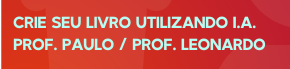 CRIE SEU LIVRO UTILIZANDO I.A.
PROF. PAULO / PROF. LEONARDO